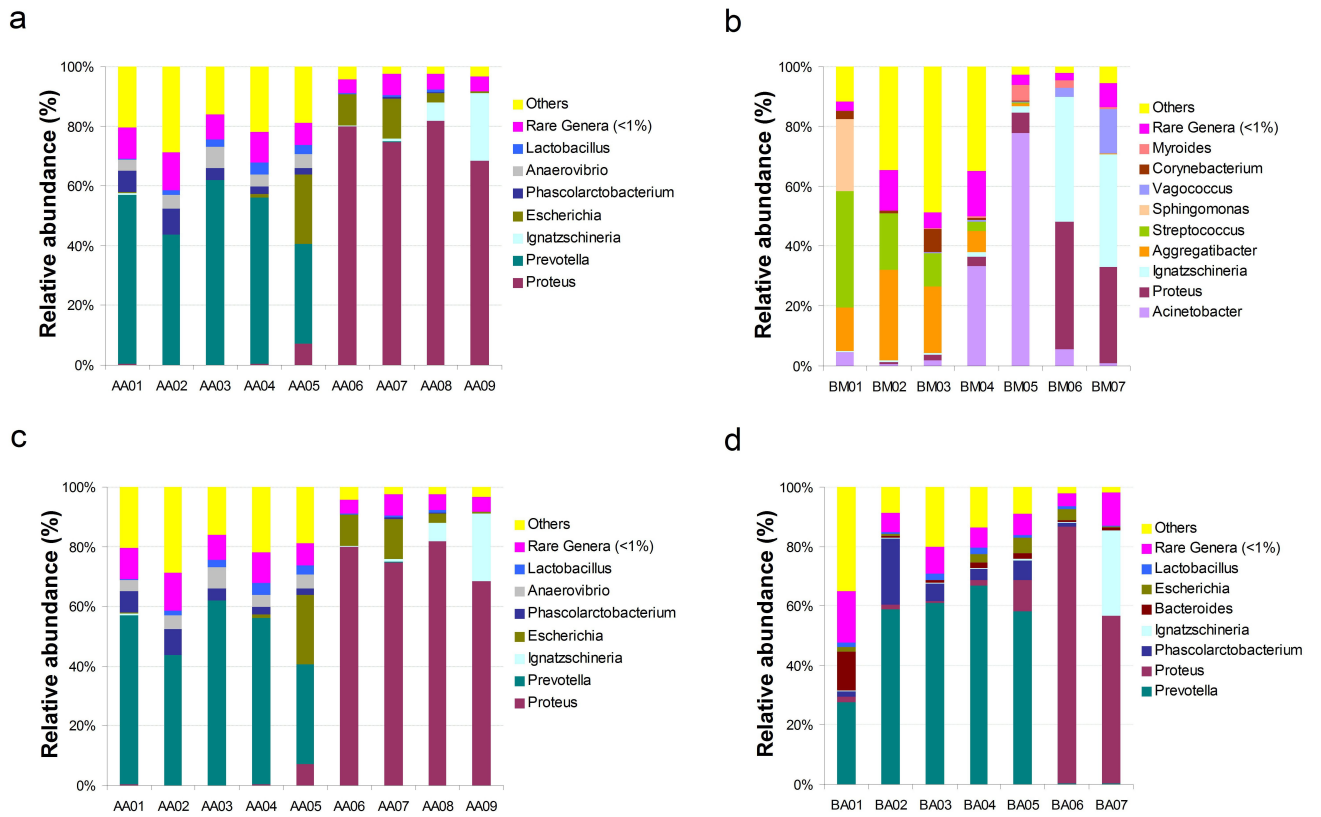 a
Relative abundance (%)
100%
80%
60%
40%
20%
0%
AA01 AA02 AA03 AA04 AA05 AA06 AA07 AA08 AA09
Others
Rare Genera (<1%)
Lactobacillus
Anaerovibrio
Phascolarctobacterium
Escherichia
Ignatzschineria
Prevotella
Proteus
b
Relative abundance (%)
100%
80%
60%
40%
20%
0%
BM01 BM02 BM03 BM04 BM05 BM06 BM07
Others
Rare Genera (<1%)
Myroides
Corynebacterium
Vagococcus
Sphingomonas
Streptococcus
Aggregatibacter
Ignatzschineria
Proteus
Acinetobacter
c
Relative abundance (%)
100%
80%
60%
40%
20%
0%
AA01 AA02 AA03 AA04 AA05 AA06 AA07 AA08 AA09
Others
Rare Genera (<1%)
Lactobacillus
Anaerovibrio
Phascolarctobacterium
Escherichia
Ignatzschineria
Prevotella
Proteus
d
Relative abundance (%)
100%
80%
60%
40%
20%
0%
BA01 BA02 BA03 BA04 BA05 BA06 BA07
Others
Rare Genera (<1%)
Lactobacillus
Escherichia
Bacteroides
Ignatzschineria
Phascolarctobacterium
Proteus
Prevotella